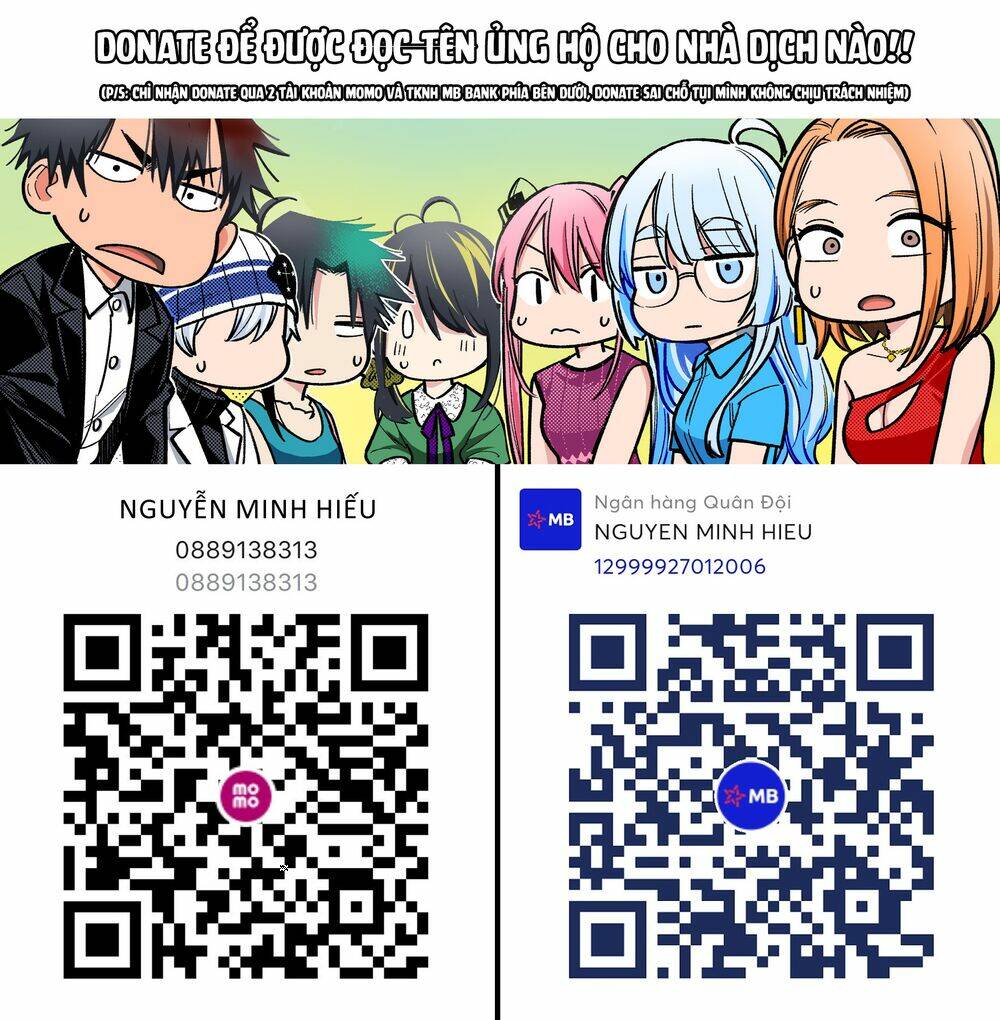 DONATE ĐỂ ĐƯỢC ĐỌC TÊN ỦNG HỘ CHO NHÀ DỊCH NÀO!!
(P/S: CHỈ NHẬN DONATE QUA 2 TÀI KHOẢN MOMO VÀ TKNH MB BANK PHÍA BÊN DƯỚI, DONATE SAI CHỖ TỤI MÌNH KHÔNG CHỊU TRÁCH NHIỆM)
NGUYỄN MINH HIẾU
0889138313
0889138313
mo
mo
MB
Ngân hàng Quân Đội
NGUYEN MINH HIEU
12999927012006
MB